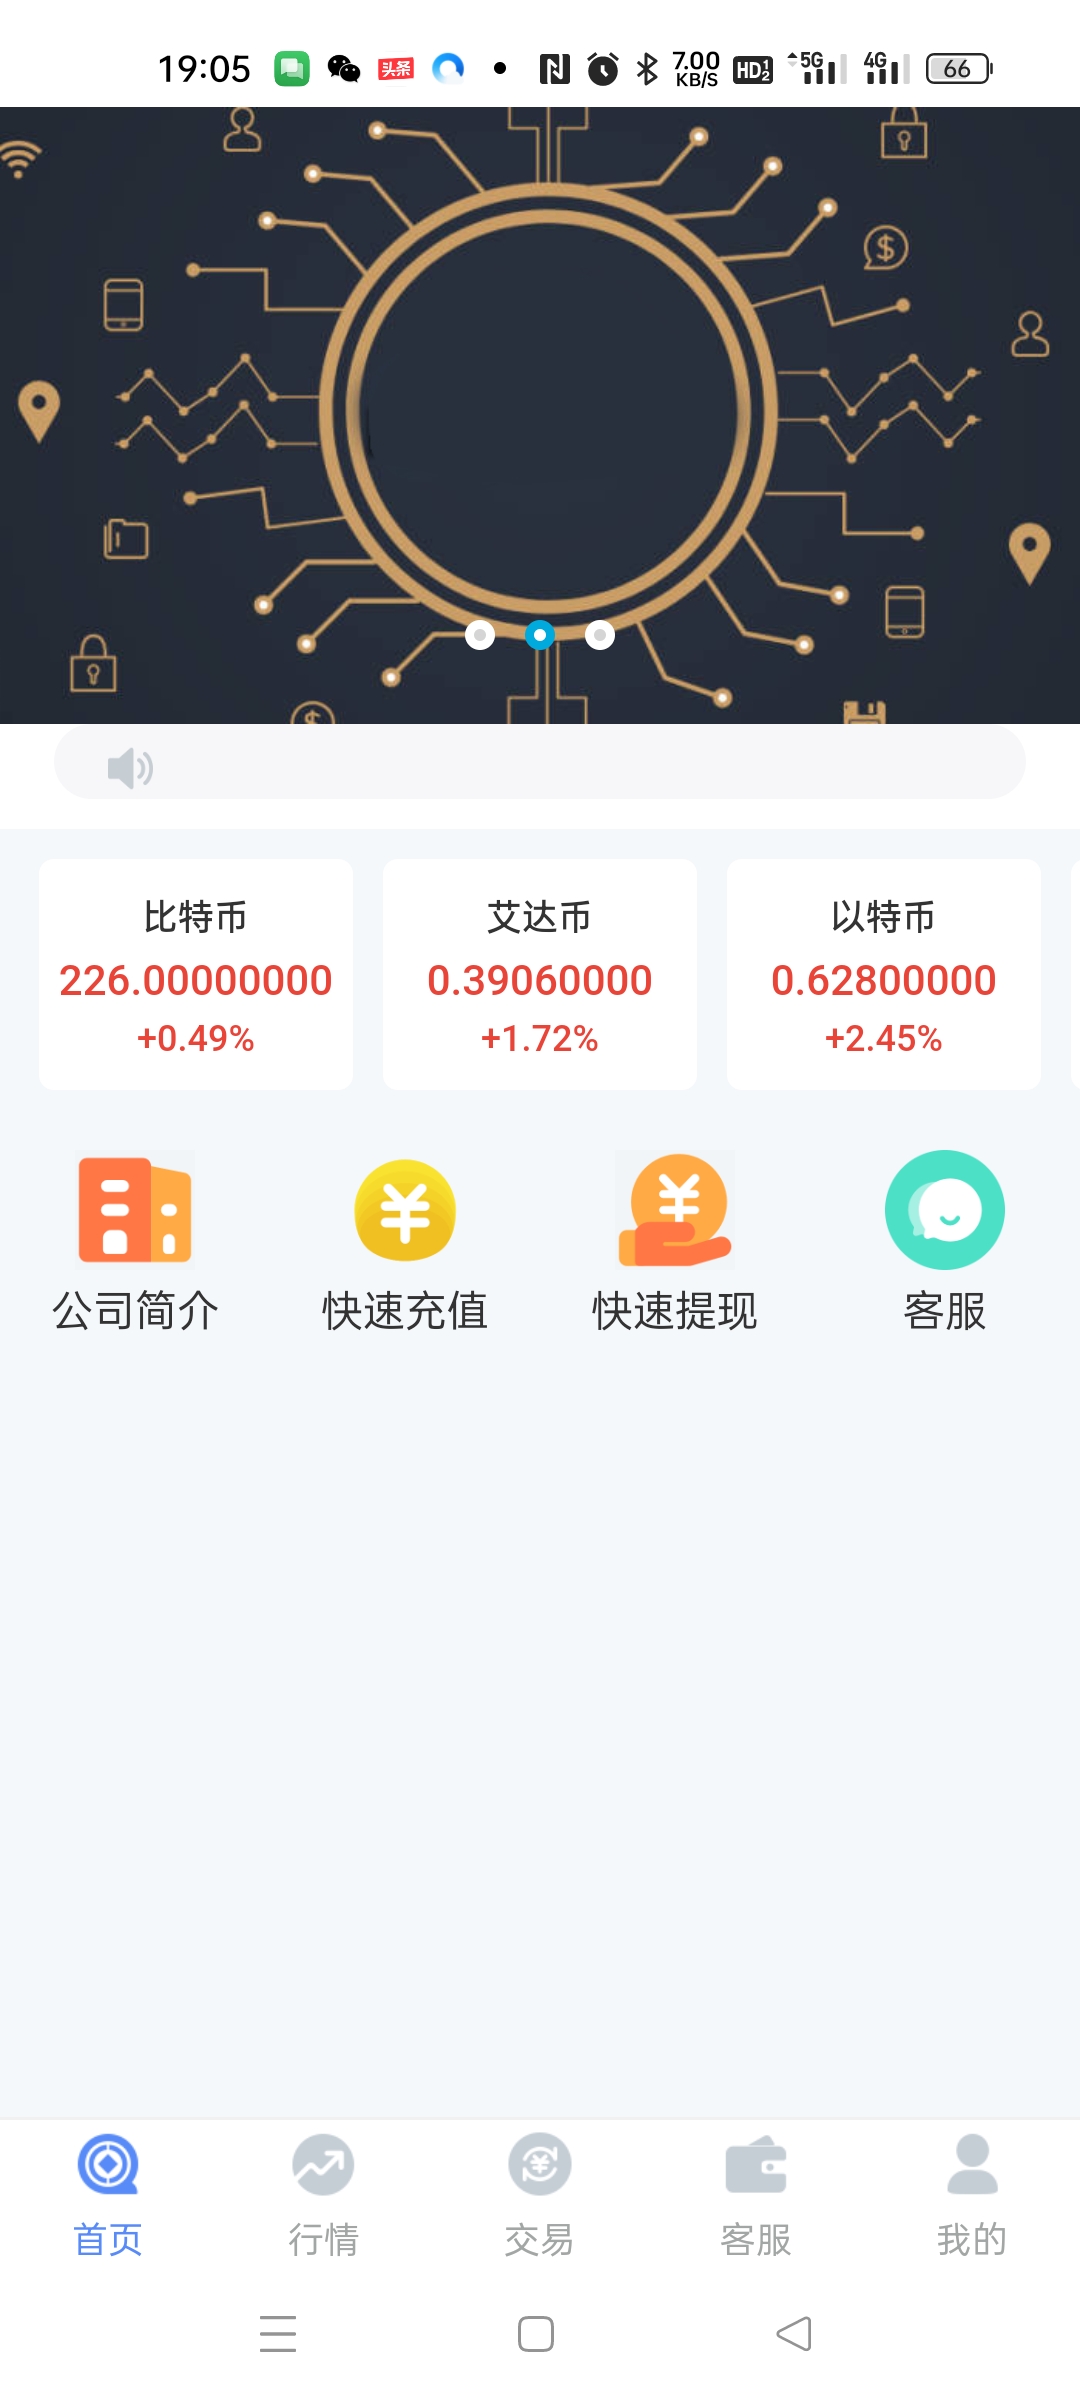 19:05 头条 7.00 KB/S HD 1 2 5G 4G 66
比特币
226.00000000
+0.49%
艾达币
0.39060000
+1.72%
以特币
0.62800000
+2.45%
公司简介
快速充值
快速提现
客服
首页
行情
交易
客服
我的